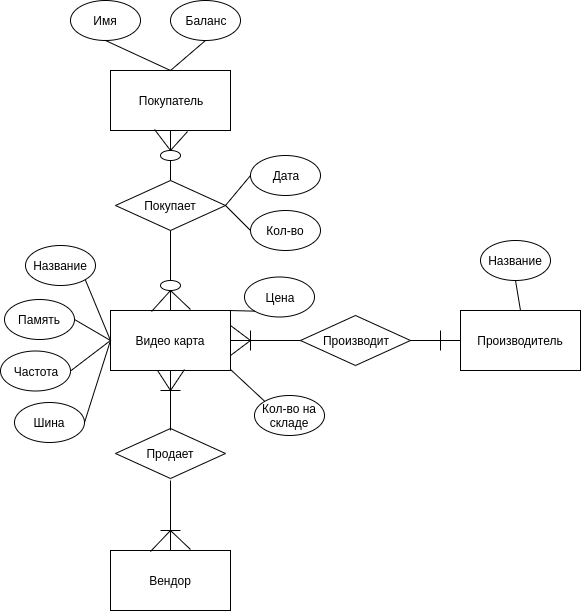 Имя
Баланс
Покупатель
Дата
Покупает
Кол-во
Название
Название
Цена
Память
Видео карта
Производит
Производитель
Частота
Шина
Кол-во на
складе
Продает
Вендор